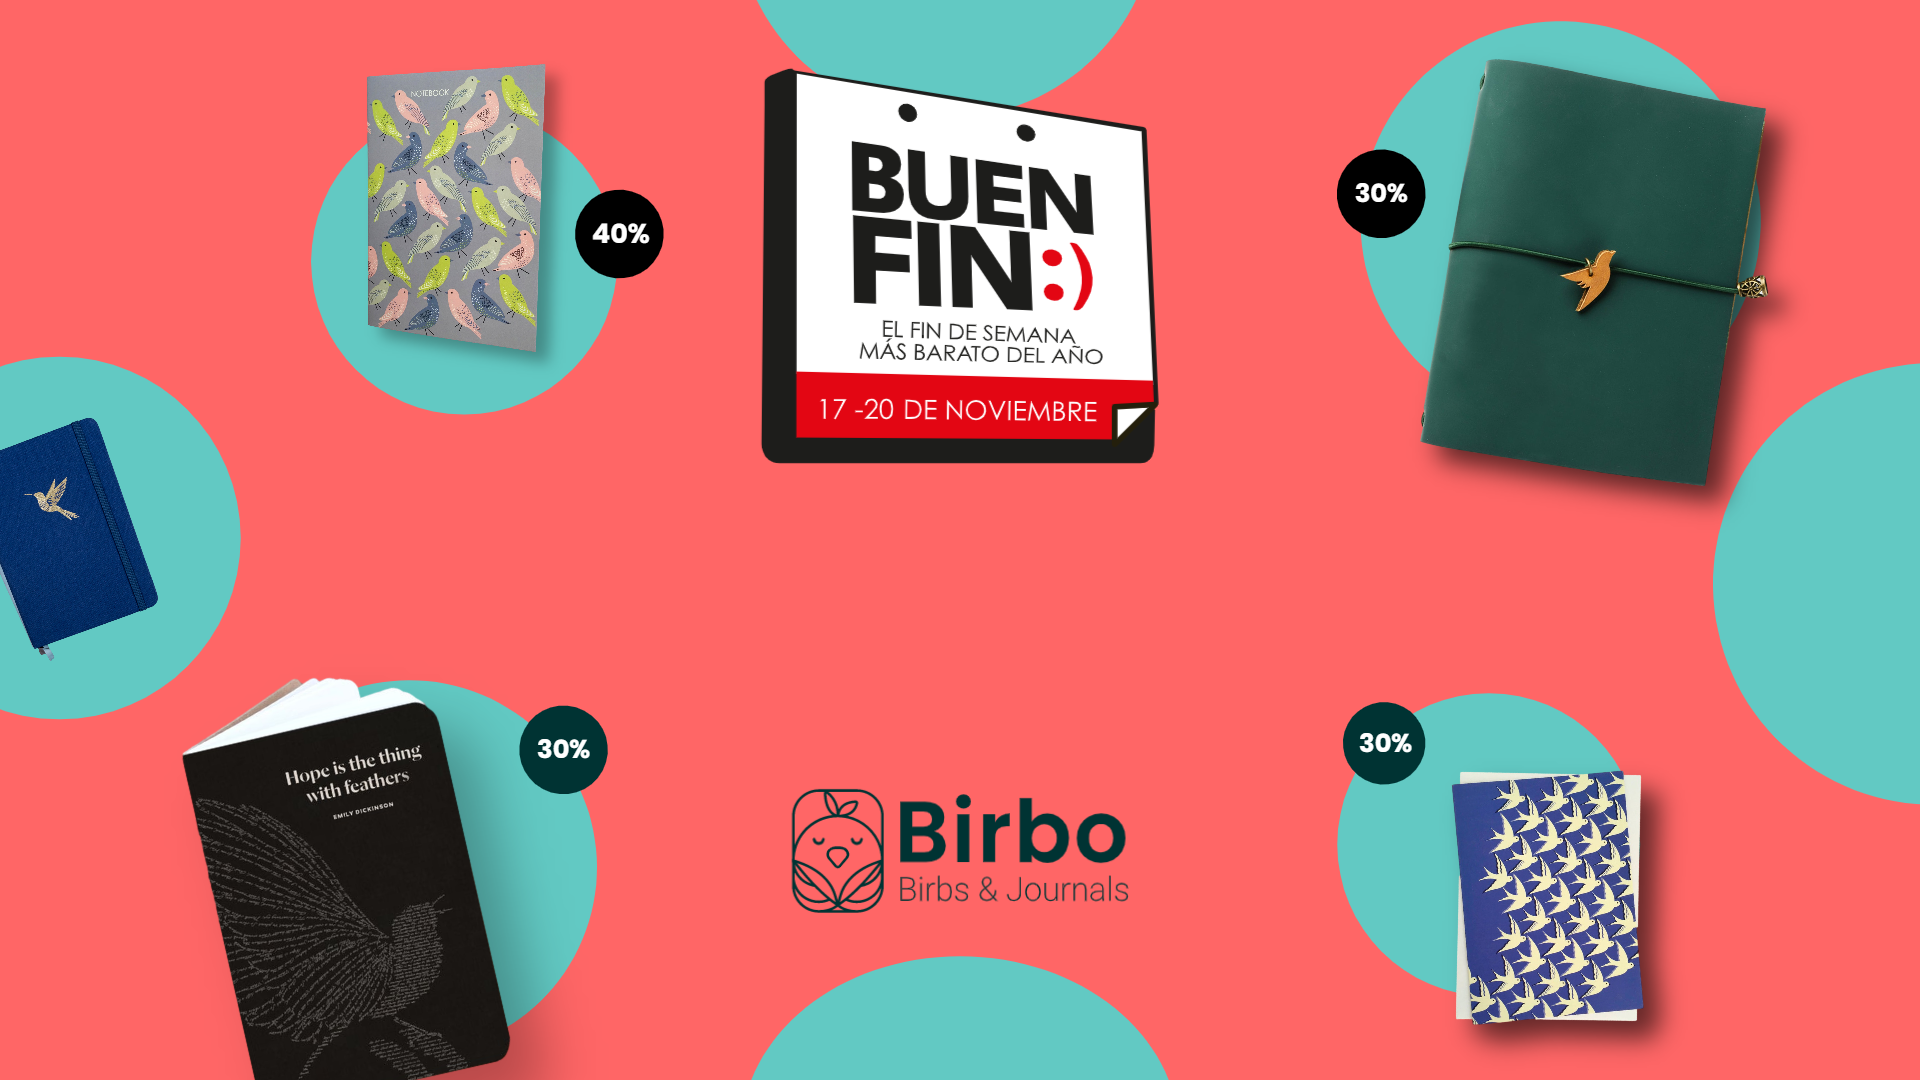 NOTEBOOK
40%
BUEN
FIN:)
EL FIN DE SEMANA
MÁS BARATO DEL AÑO
17 -20 DE NOVIEMBRE
30%
Hope is the thing
with feathers
EMILY DICKINSON
30%
Birbo
Birbs & Journals
30%